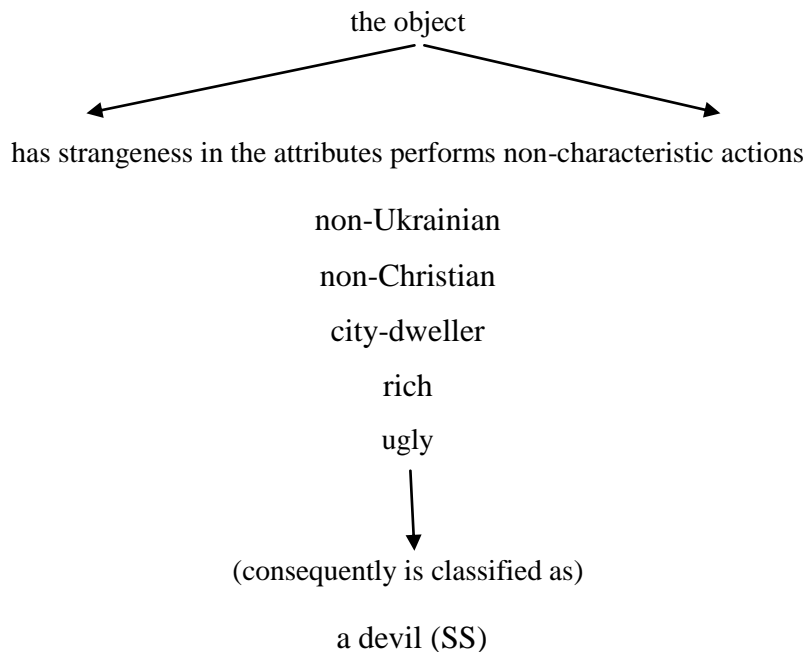 the object
has strangeness in the attributes performs non-characteristic actions
non-Ukrainian
non-Christian
city-dweller
rich
ugly
(consequently is classified as)
a devil (SS)